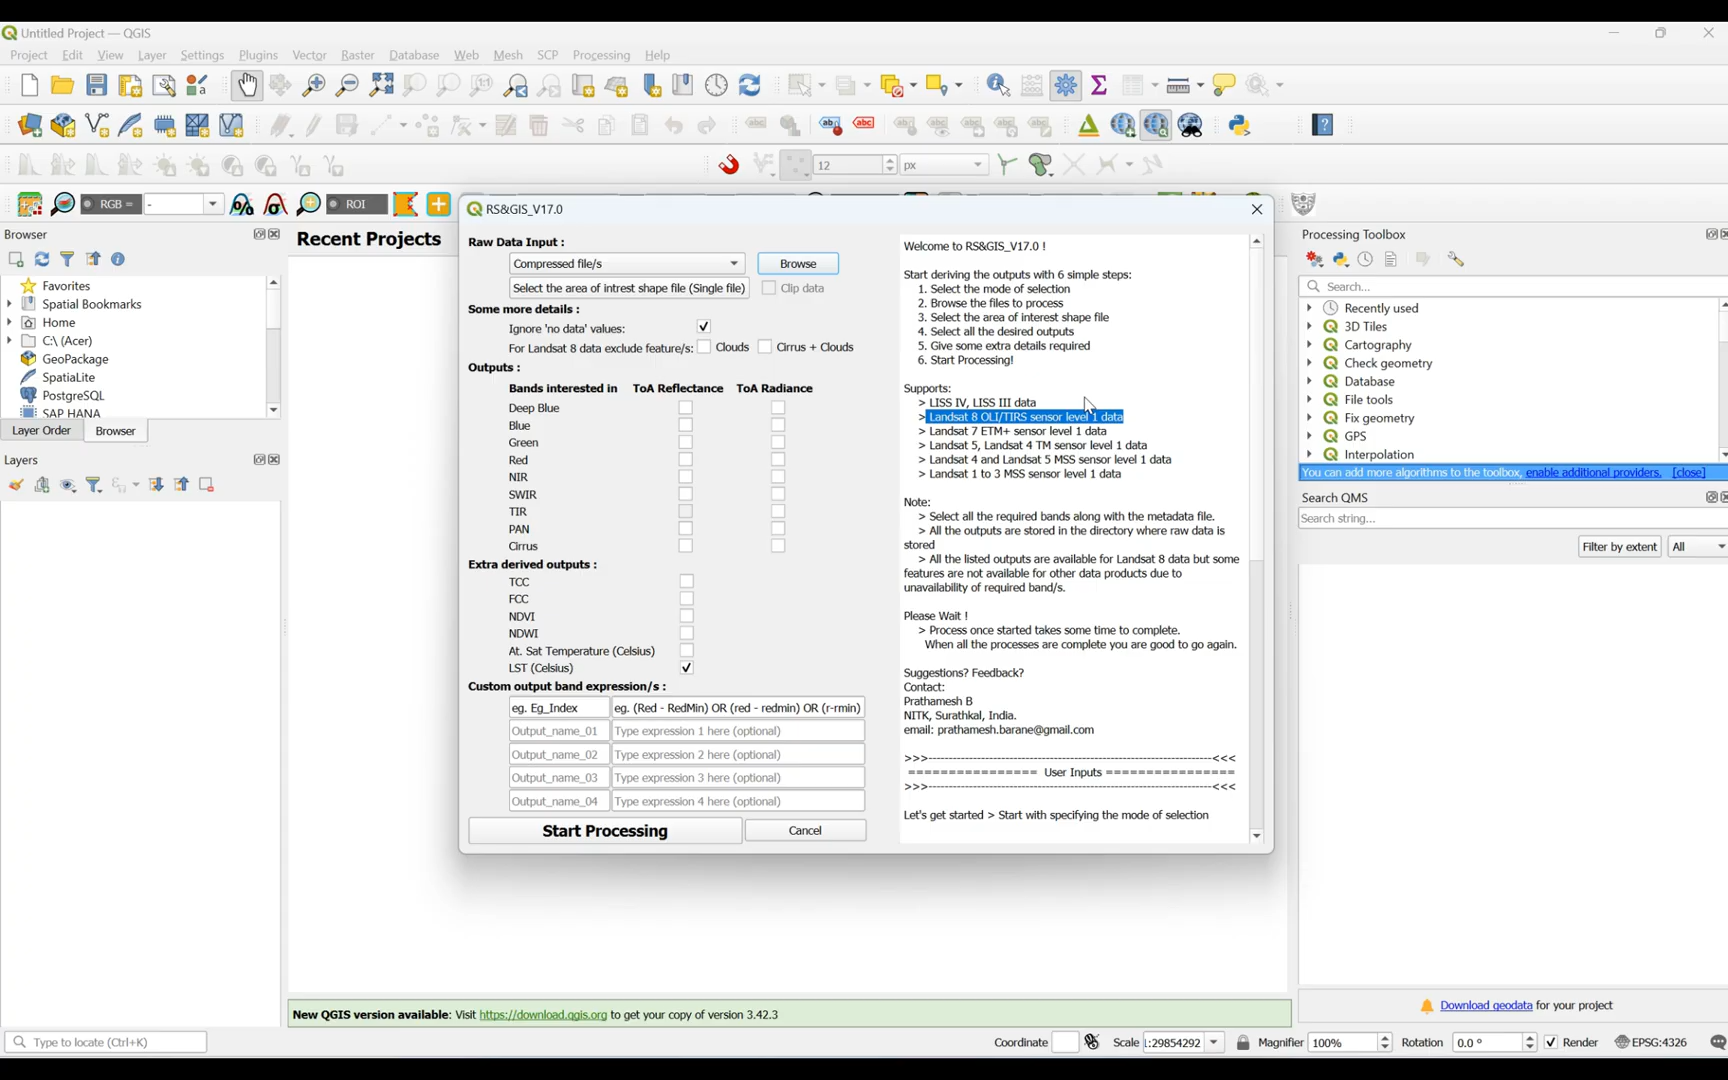 Untitled Project — QGIS
Project Edit View Layer Settings Plugins Vector Raster Database Web Mesh SCP Processing Help
12 px
RGB = - ROI
Browser
Favorites
Spatial Bookmarks
Home
C:\ (Acer)
GeoPackage
SpatiaLite
PostgreSQL
SAP HANA
Layer Order Browser
Layers
Recent Projects
RS&GIS_V17.0
Raw Data Input :
Compressed file/s Browse
Select the area of intrest shape file (Single file) Clip data
Some more details :
Ignore 'no data' values:
For Landsat 8 data exclude feature/s: Clouds Cirrus + Clouds
Outputs :
Bands interested in ToA Reflectance ToA Radiance
Deep Blue
Blue
Green
Red
NIR
SWIR
TIR
PAN
Cirrus
Extra derived outputs :
TCC
FCC
NDVI
NDWI
At. Sat Temperature (Celsius)
LST (Celsius)
Custom output band expression/s :
eg. Eg_Index eg. (Red - RedMin) OR (red - redmin) OR (r-rmin)
Output_name_01 Type expression 1 here (optional)
Output_name_02 Type expression 2 here (optional)
Output_name_03 Type expression 3 here (optional)
Output_name_04 Type expression 4 here (optional)
Start Processing Cancel
Welcome to RS&GIS_V17.0 !
Start deriving the outputs with 6 simple steps:
1. Select the mode of selection
2. Browse the files to process
3. Select the area of interest shape file
4. Select all the desired outputs
5. Give some extra details required
6. Start Processing!
Supports:
> LISS IV, LISS III data
> Landsat 8 OLI/TIRS sensor level 1 data
> Landsat 7 ETM+ sensor level 1 data
> Landsat 5, Landsat 4 TM sensor level 1 data
> Landsat 4 and Landsat 5 MSS sensor level 1 data
> Landsat 1 to 3 MSS sensor level 1 data
Note:
> Select all the required bands along with the metadata file.
> All the outputs are stored in the directory where raw data is
stored
> All the listed outputs are available for Landsat 8 data but some
features are not available for other data products due to
unavailability of required band/s.
Please Wait !
> Process once started takes some time to complete.
When all the processes are complete you are good to go again.
Suggestions? Feedback?
Contact:
Prathamesh B
NITK, Surathkal, India.
email: prathamesh.barane@gmail.com
>>>------------------------------------------------------------------<<<
================ User Inputs ================
>>>------------------------------------------------------------------<<<
Let's get started > Start with specifying the mode of selection
Processing Toolbox
Search...
Recently used
3D Tiles
Cartography
Check geometry
Database
File tools
Fix geometry
GPS
Interpolation
You can add more algorithms to the toolbox, enable additional providers. [close]
Search QMS
Search string...
Filter by extent All
Download geodata for your project
New QGIS version available: Visit https://download.qgis.org to get your copy of version 3.42.3
Type to locate (Ctrl+K) Coordinate Scale 1:29854292 Magnifier 100% Rotation 0.0 ° Render EPSG:4326